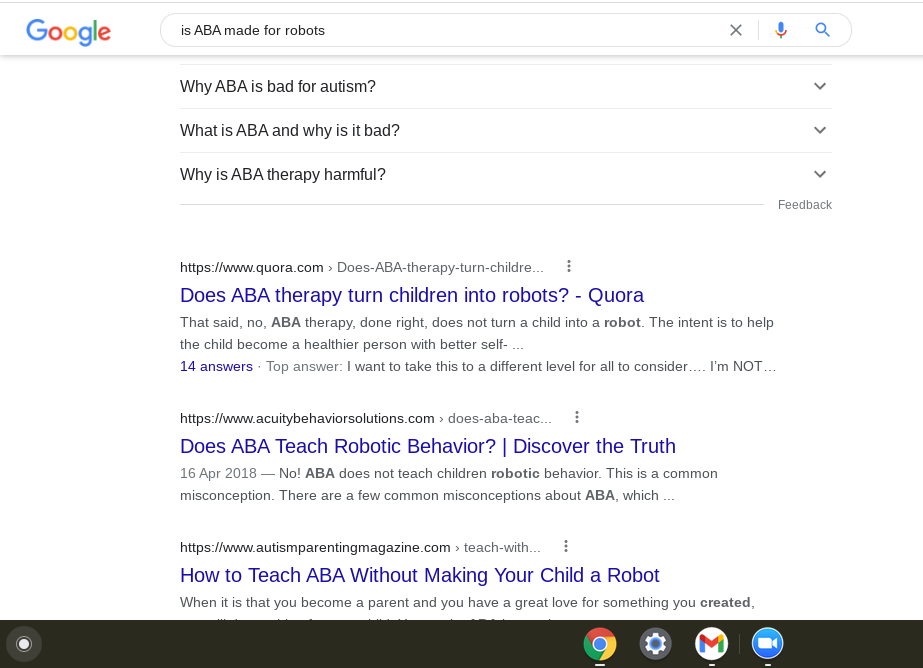 Google
is ABA made for robots
Why ABA is bad for autism?
What is ABA and why is it bad?
Why is ABA therapy harmful?
Feedback
https://www.quora.com › Does-ABA-therapy-turn-childre...
Does ABA therapy turn children into robots? - Quora
That said, no, ABA therapy, done right, does not turn a child into a robot. The intent is to help
the child become a healthier person with better self- ...
14 answers · Top answer: I want to take this to a different level for all to consider…. I’m NOT…
https://www.acuitybehaviorsolutions.com › does-aba-teac...
Does ABA Teach Robotic Behavior? | Discover the Truth
16 Apr 2018 — No! ABA does not teach children robotic behavior. This is a common
misconception. There are a few common misconceptions about ABA, which ...
https://www.autismparentingmagazine.com › teach-with...
How to Teach ABA Without Making Your Child a Robot
When it is that you become a parent and you have a great love for something you created,